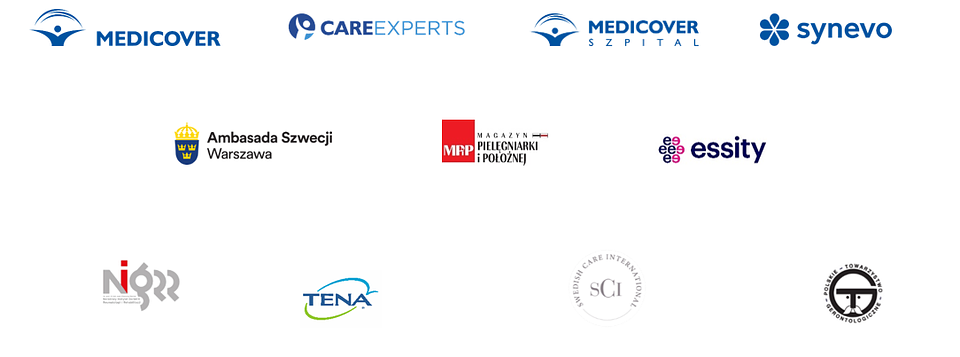 MEDICOVER
CAREEXPERTS
MEDICOVER
SZPITAL
synevo
Ambasada Szwecji
Warszawa
MAGAZYN
PIELĘGNIARKI
i POŁOŻNEJ
MRP
essity
NiGRR
TENA
SWEDISH CARE INTERNATIONAL
SCI
POLSKIE TOWARZYSTWO
GERONTOLOGICZNE